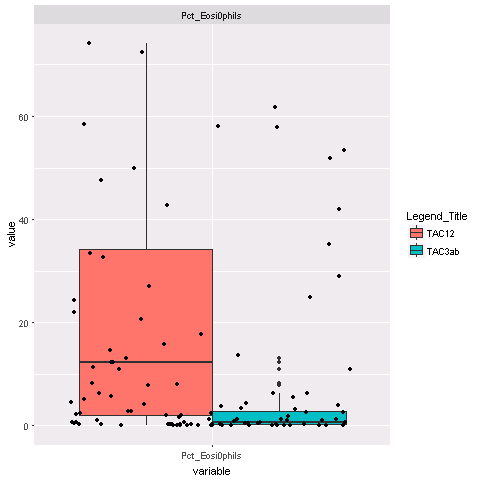 Pct_Eosi0phils
60
40
20
0
value
Pct_Eosi0phils
variable
Legend_Title
TAC12
TAC3ab